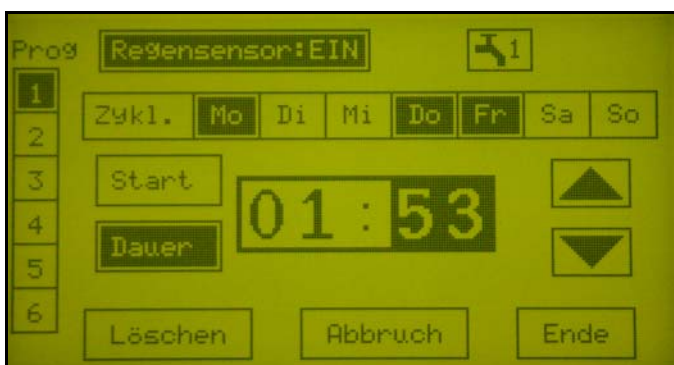 Prog Regensensor:EIN 1
1
Zykl. Mo Di Mi Do Fr Sa So
2
3 Start
01:53
4
Dauer
5
6
Löschen Abbruch Ende